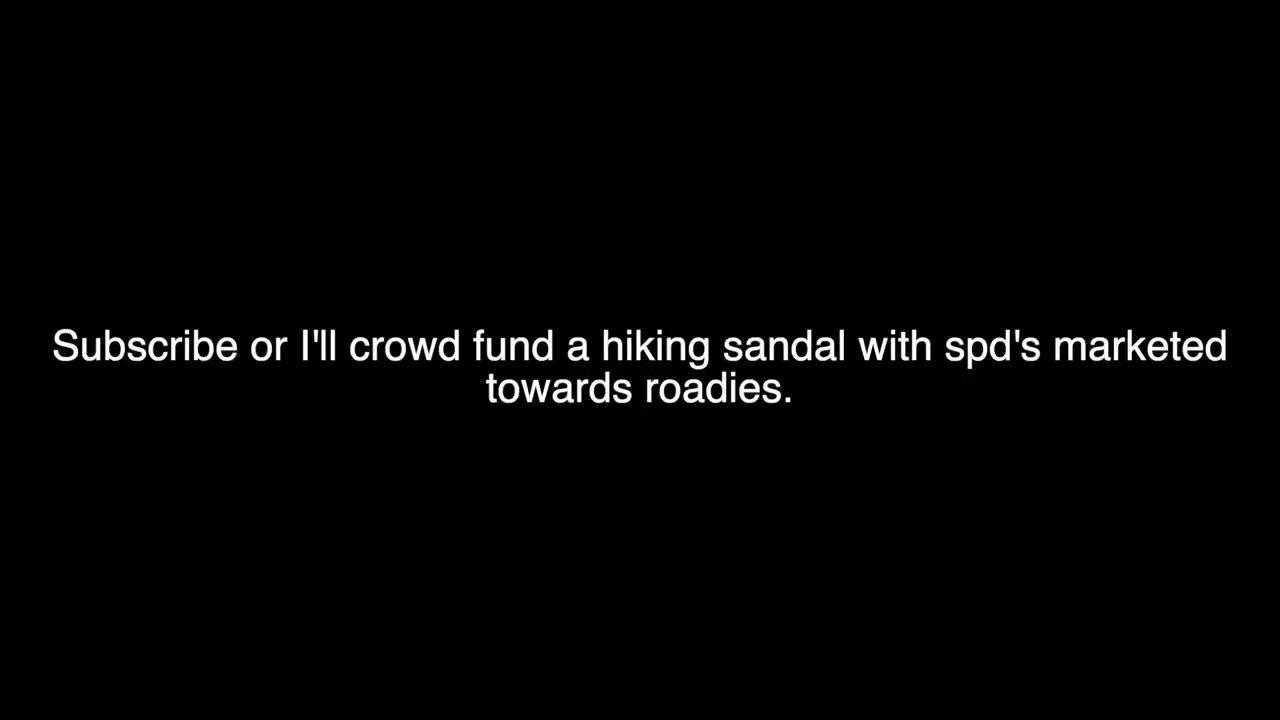 Subscribe or I'll crowd fund a hiking sandal with spd's marketed
towards roadies.